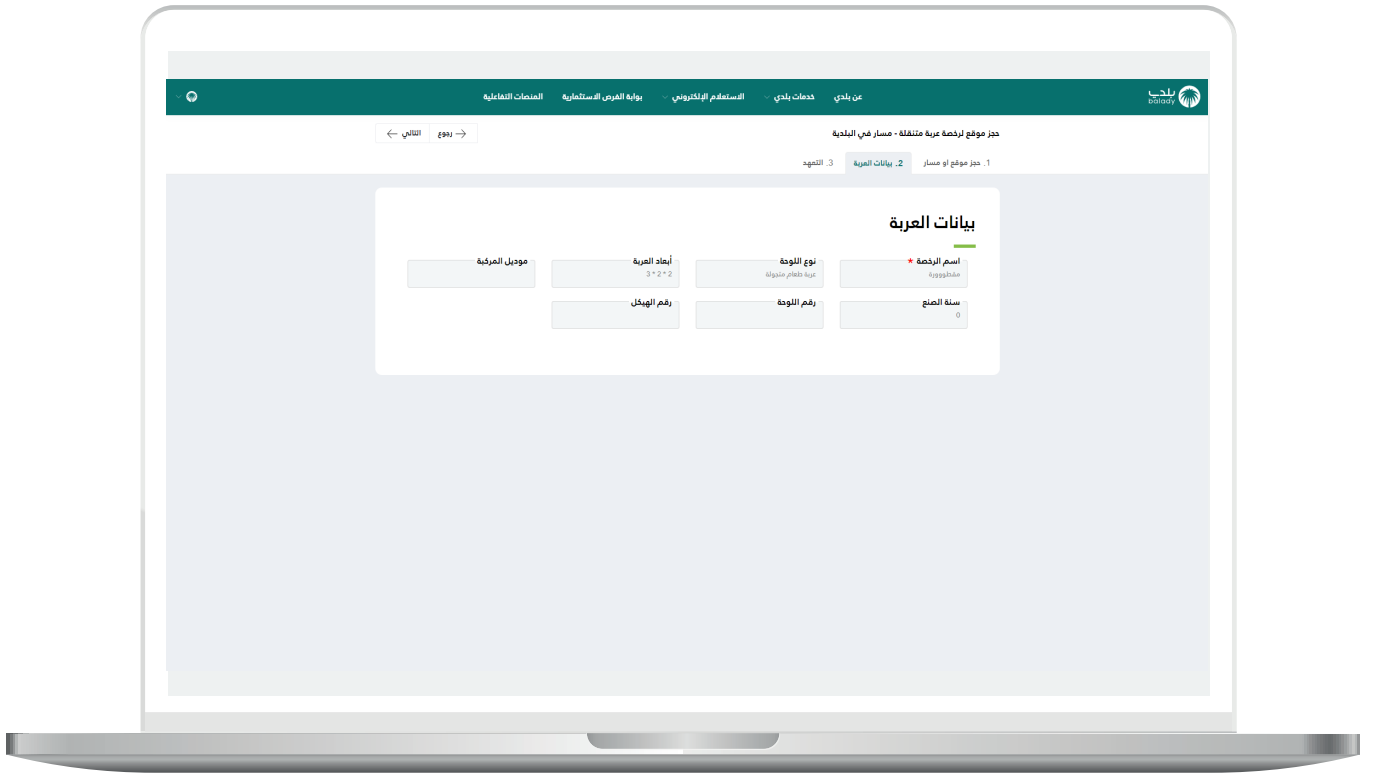 بلدي
balady
عن بلدي خدمات بلدي الاستعلام الإلكتروني بوابة الفرص الاستثمارية المنصات التفاعلية
حجز موقع لرخصة عربة متنقلة - مسار في البلدية
رجوع التالي
1. حجز موقع او مسار 2. بيانات العربة 3. التعهد
بيانات العربة
اسم الرخصة * نوع اللوحة أبعاد العربة موديل المركبة
مقطووورة عربة طعام متجولة 2 * 2 * 3
سنة الصنع رقم اللوحة رقم الهيكل
0